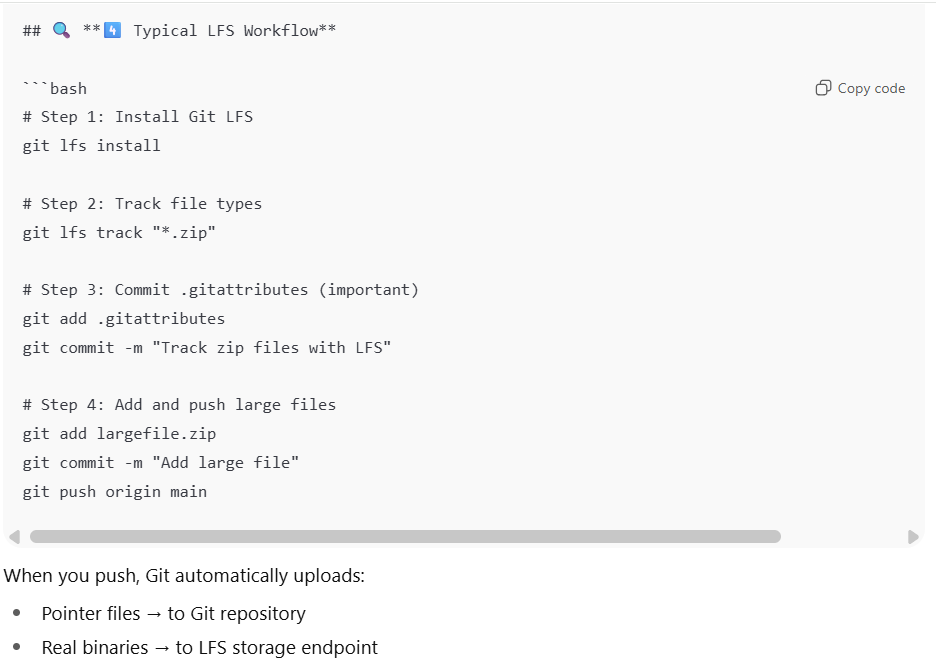 ## 🔍 **4️⃣ Typical LFS Workflow**
```bash
Copy code
# Step 1: Install Git LFS
git lfs install
# Step 2: Track file types
git lfs track "*.zip"
# Step 3: Commit .gitattributes (important)
git add .gitattributes
git commit -m "Track zip files with LFS"
# Step 4: Add and push large files
git add largefile.zip
git commit -m "Add large file"
git push origin main
When you push, Git automatically uploads:
• Pointer files → to Git repository
• Real binaries → to LFS storage endpoint